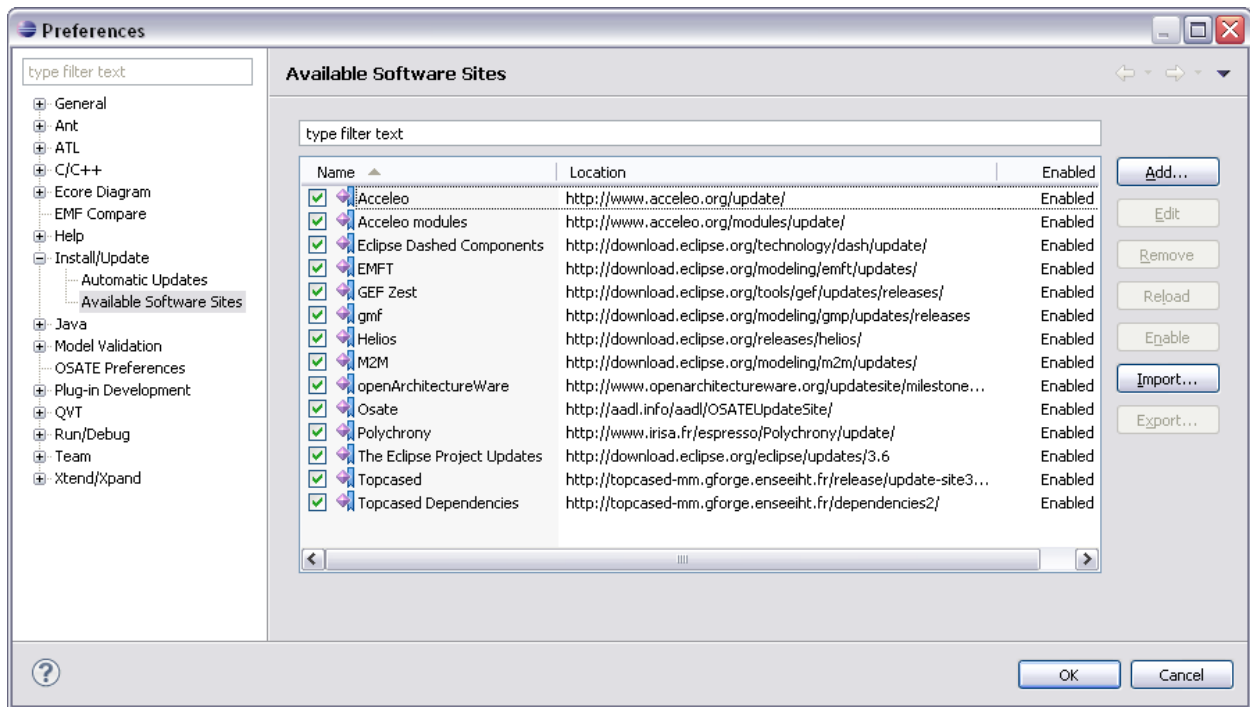 Preferences
type filter text
General
Ant
ATL
C/C++
Ecore Diagram
EMF Compare
Help
Install/Update
Automatic Updates
Available Software Sites
Java
Model Validation
OSATE Preferences
Plug-in Development
QVT
Run/Debug
Team
Xtend/Xpand
Available Software Sites
type filter text
Name Location Enabled
Acceleo http://www.acceleo.org/update/ Enabled
Acceleo modules http://www.acceleo.org/modules/update/ Enabled
Eclipse Dashed Components http://download.eclipse.org/technology/dash/update/ Enabled
EMFT http://download.eclipse.org/modeling/emft/updates/ Enabled
GEF Zest http://download.eclipse.org/tools/gef/updates/releases/ Enabled
gmf http://download.eclipse.org/modeling/gmp/updates/releases Enabled
Helios http://download.eclipse.org/releases/helios/ Enabled
M2M http://download.eclipse.org/modeling/m2m/updates/ Enabled
openArchitectureWare http://www.openarchitectureware.org/updatesite/milestone... Enabled
Osate http://aadl.info/aadl/OSATEUpdateSite/ Enabled
Polychrony http://www.irisa.fr/espresso/Polychrony/update/ Enabled
The Eclipse Project Updates http://download.eclipse.org/eclipse/updates/3.6 Enabled
Topcased http://topcased-mm.gforge.enseeiht.fr/release/update-site3... Enabled
Topcased Dependencies http://topcased-mm.gforge.enseeiht.fr/dependencies2/ Enabled
Add...
Edit
Remove
Reload
Enable
Import...
Export...
?
OK Cancel